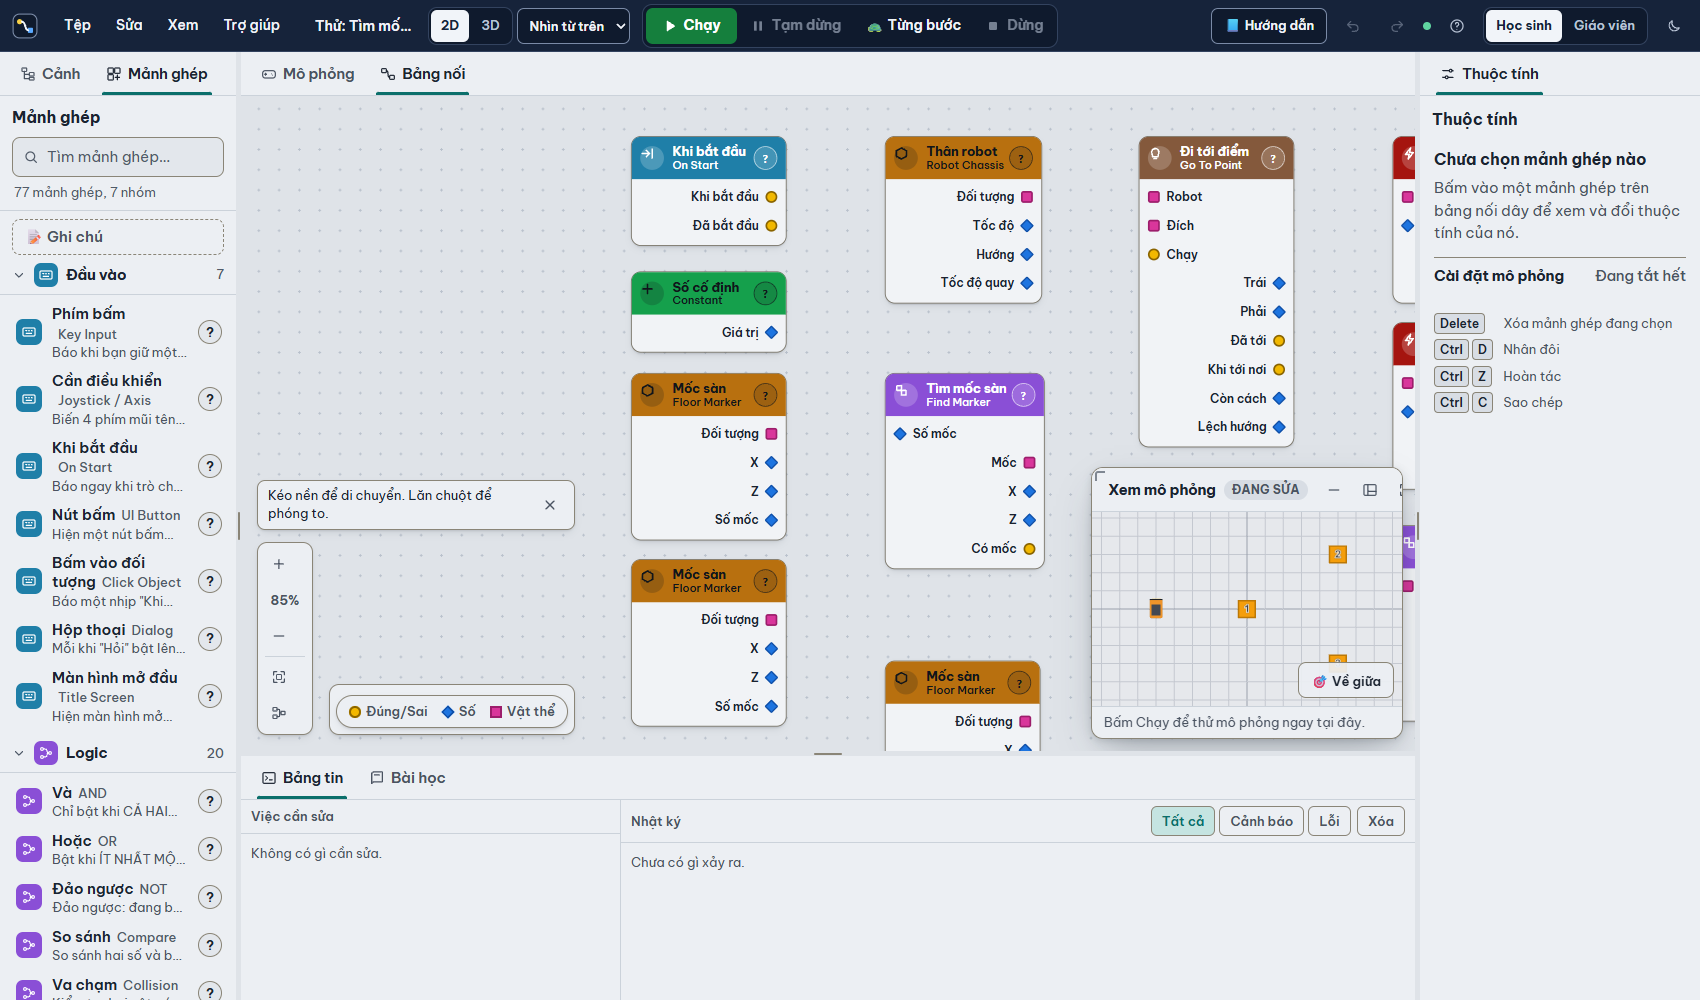 Tệp
Sửa
Xem
Trợ giúp
Thử: Tìm mố...
2D
3D
Nhìn từ trên
Chạy
Tạm dừng
Từng bước
Dừng
Hướng dẫn
Học sinh
Giáo viên
Cảnh
Mảnh ghép
Mảnh ghép
Tìm mảnh ghép...
77 mảnh ghép, 7 nhóm
Ghi chú
Đầu vào
7
Phím bấm
Key Input
Báo khi bạn giữ một...
?
Cần điều khiển
Joystick / Axis
Biến 4 phím mũi tên...
?
Khi bắt đầu
On Start
Báo ngay khi trò ch...
?
Nút bấm UI Button
Hiện một nút bấm...
?
Bấm vào đối
tượng Click Object
Báo một nhịp "Khi...
?
Hộp thoại Dialog
Mỗi khi "Hỏi" bật lên...
?
Màn hình mở đầu
Title Screen
Hiện màn hình mở...
?
Logic
20
Và AND
Chỉ bật khi CẢ HAI...
?
Hoặc OR
Bật khi ÍT NHẤT MỘ...
?
Đảo ngược NOT
Đảo ngược: đang b...
?
So sánh Compare
So sánh hai số và b...
?
Va chạm Collision
?
Mô phỏng
Bảng nối
Khi bắt đầu
On Start
?
Khi bắt đầu
Đã bắt đầu
Số cố định
Constant
?
Giá trị
Mốc sàn
Floor Marker
?
Đối tượng
X
Z
Số mốc
Mốc sàn
Floor Marker
?
Đối tượng
X
Z
Số mốc
Thân robot
Robot Chassis
?
Đối tượng
Tốc độ
Hướng
Tốc độ quay
Tìm mốc sàn
Find Marker
?
Số mốc
Mốc
X
Z
Có mốc
Mốc sàn
Floor Marker
?
Đối tượng
X
Đi tới điểm
Go To Point
?
Robot
Đích
Chạy
Trái
Phải
Đã tới
Khi tới nơi
Còn cách
Lệch hướng
Kéo nền để di chuyển. Lăn chuột để
phóng to.
85%
Đúng/Sai
Số
Vật thể
Xem mô phỏng
ĐANG SỬA
2
1
Về giữa
Bấm Chạy để thử mô phỏng ngay tại đây.
Bảng tin
Bài học
Việc cần sửa
Không có gì cần sửa.
Nhật ký
Tất cả
Cảnh báo
Lỗi
Xóa
Chưa có gì xảy ra.
Thuộc tính
Thuộc tính
Chưa chọn mảnh ghép nào
Bấm vào một mảnh ghép trên
bảng nối dây để xem và đổi thuộc
tính của nó.
Cài đặt mô phỏng
Đang tắt hết
Delete Xóa mảnh ghép đang chọn
Ctrl D Nhân đôi
Ctrl Z Hoàn tác
Ctrl C Sao chép